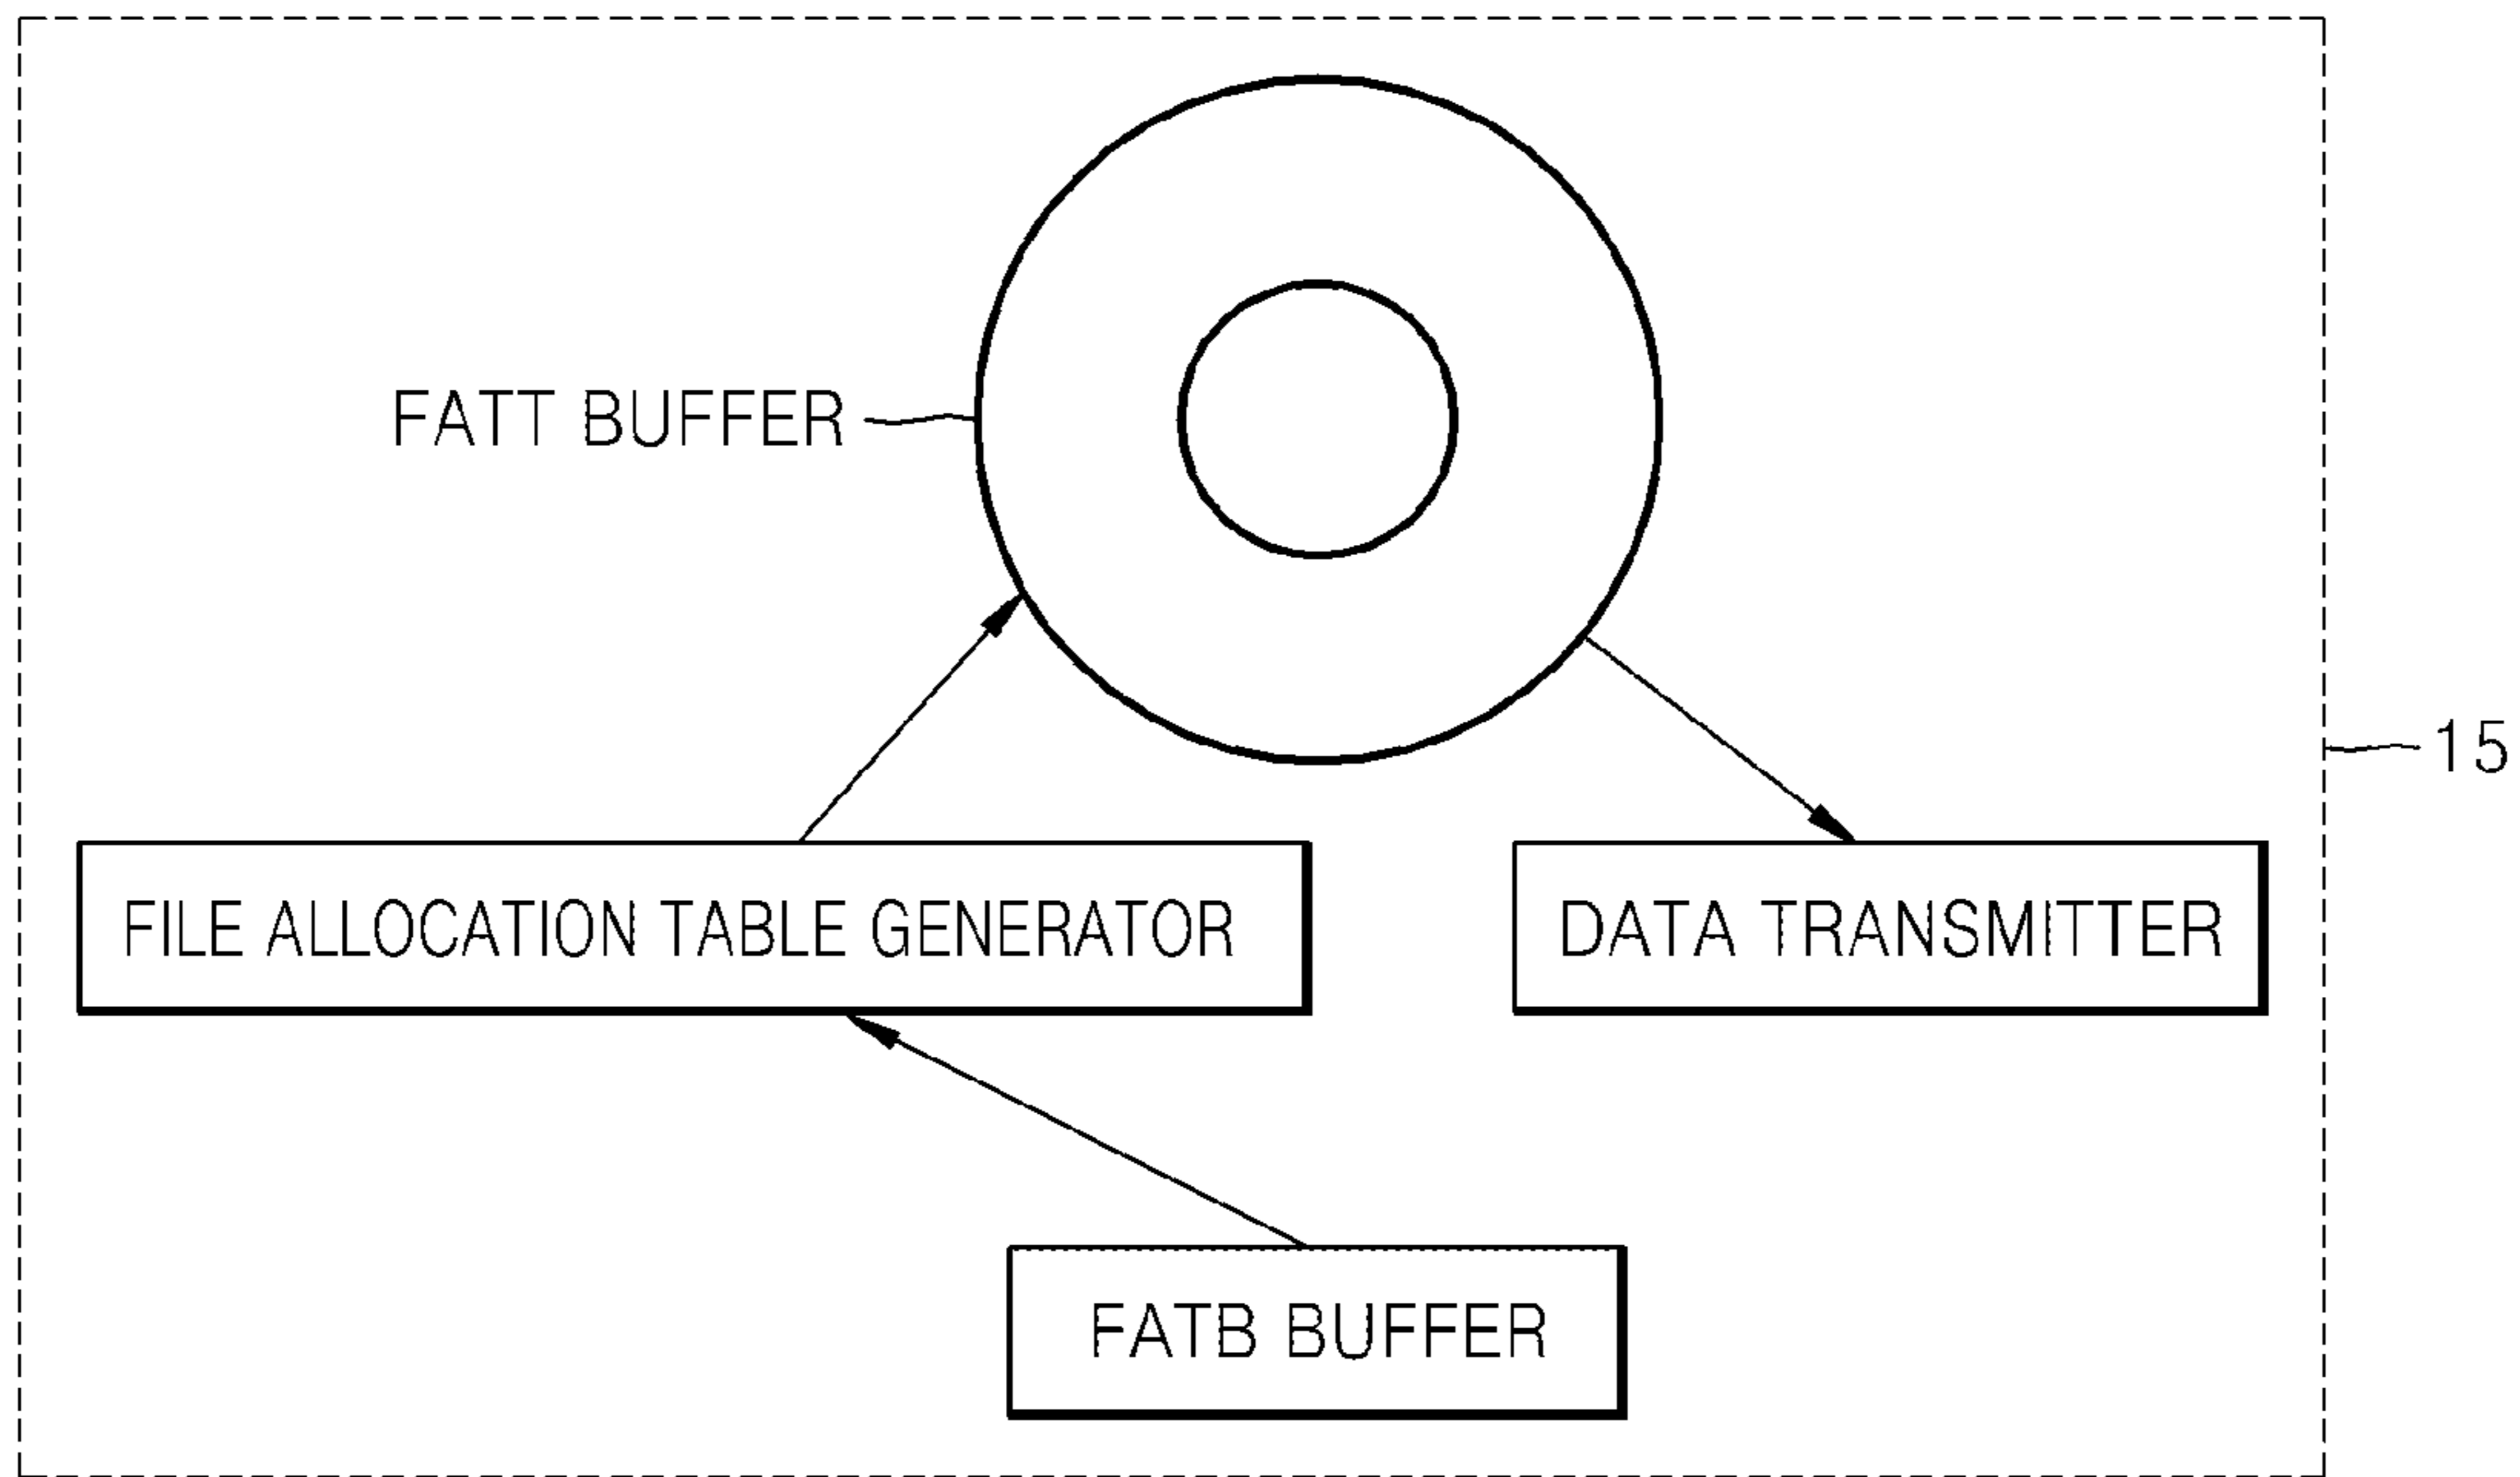 FATT BUFFER
15
FILE ALLOCATION TABLE GENERATOR
DATA TRANSMITTER
FATB BUFFER